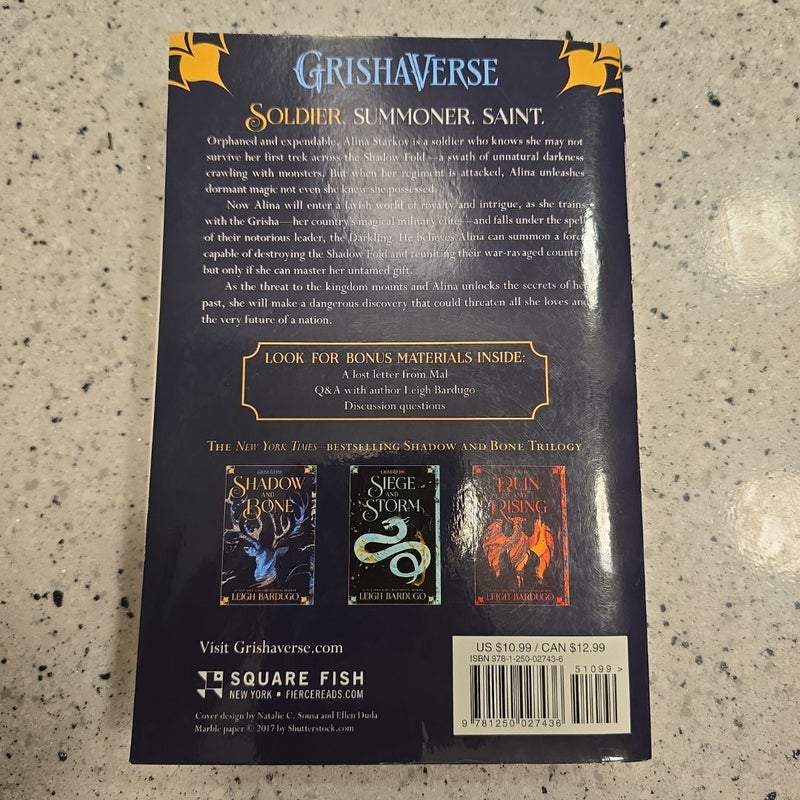 GRISHAVERSE
SOLDIER. SUMMONER. SAINT.
Orphaned and expendable, Alina Starkov is a soldier who knows she may not
survive her first trek across the Shadow Fold—a swath of unnatural darkness
crawling with monsters. But when her regiment is attacked, Alina unleashes
dormant magic not even she knew she possessed.
Now Alina will enter a lavish world of royalty and intrigue, as she trains
with the Grisha—her country's magical military elite—and falls under the spell
of their notorious leader, the Darkling. He believes Alina can summon a force
capable of destroying the Shadow Fold and reuniting their war-ravaged country,
but only if she can master her untamed gift.
As the threat to the kingdom mounts and Alina unlocks the secrets of her
past, she will make a dangerous discovery that could threaten all she loves and
the very future of a nation.
LOOK FOR BONUS MATERIALS INSIDE:
A lost letter from Mal
Q&A with author Leigh Bardugo
Discussion questions
THE NEW YORK TIMES–BESTSELLING SHADOW AND BONE TRILOGY
SHADOW
AND
BONE
LEIGH BARDUGO
SIEGE
AND
STORM
LEIGH BARDUGO
RUIN
AND
RISING
LEIGH BARDUGO
Visit Grishaverse.com
SQUARE FISH
NEW YORK • FIERCEREADS.COM
Cover design by Natalie C. Sousa and Ellen Duda
Marble paper © 2017 by Shutterstock.com
US $10.99 / CAN $12.99
ISBN 978-1-250-02743-6
51099 >
9 781250 027436